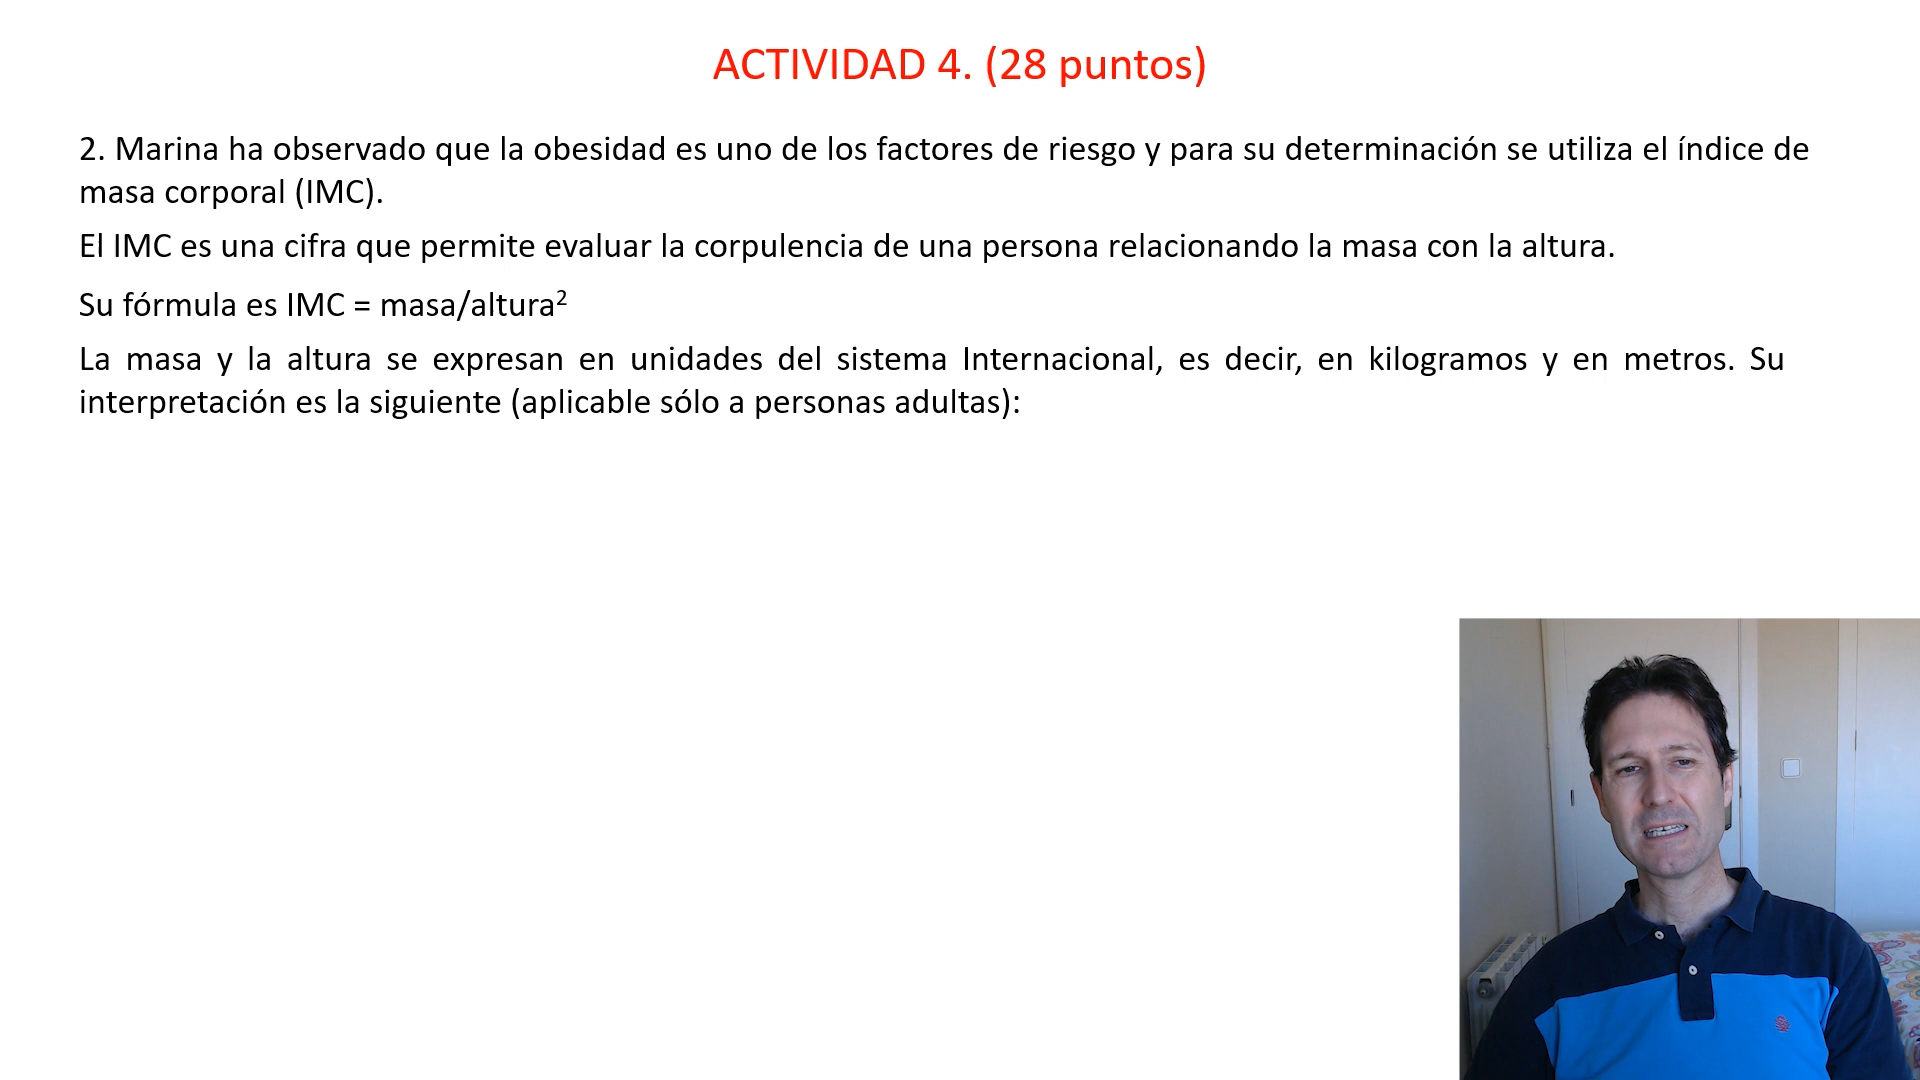 ACTIVIDAD 4. (28 puntos)
2. Marina ha observado que la obesidad es uno de los factores de riesgo y para su determinación se utiliza el índice de
masa corporal (IMC).
El IMC es una cifra que permite evaluar la corpulencia de una persona relacionando la masa con la altura.
Su fórmula es IMC = masa/altura²
La masa y la altura se expresan en unidades del sistema Internacional, es decir, en kilogramos y en metros. Su
interpretación es la siguiente (aplicable sólo a personas adultas):